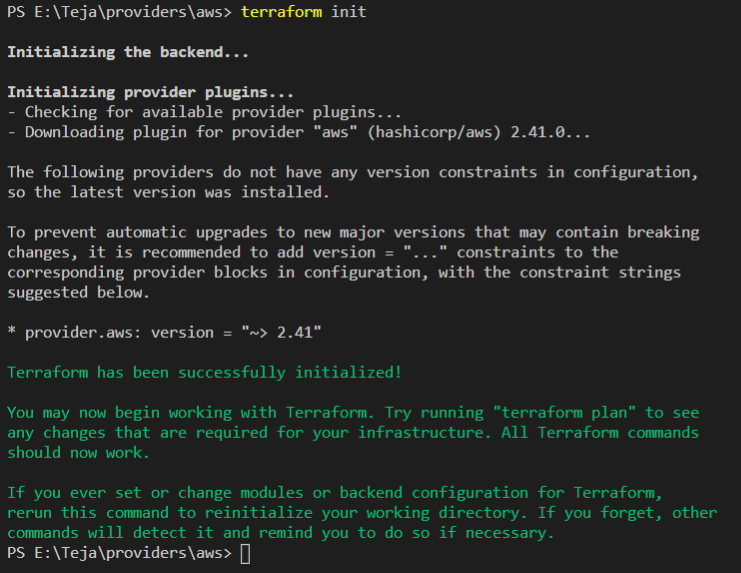 PS E:\Teja\providers\aws> terraform init
Initializing the backend...
Initializing provider plugins...
- Checking for available provider plugins...
- Downloading plugin for provider "aws" (hashicorp/aws) 2.41.0...
The following providers do not have any version constraints in configuration,
so the latest version was installed.
To prevent automatic upgrades to new major versions that may contain breaking
changes, it is recommended to add version = "..." constraints to the
corresponding provider blocks in configuration, with the constraint strings
suggested below.
* provider.aws: version = "~> 2.41"
Terraform has been successfully initialized!
You may now begin working with Terraform. Try running "terraform plan" to see
any changes that are required for your infrastructure. All Terraform commands
should now work.
If you ever set or change modules or backend configuration for Terraform,
rerun this command to reinitialize your working directory. If you forget, other
commands will detect it and remind you to do so if necessary.
PS E:\Teja\providers\aws>